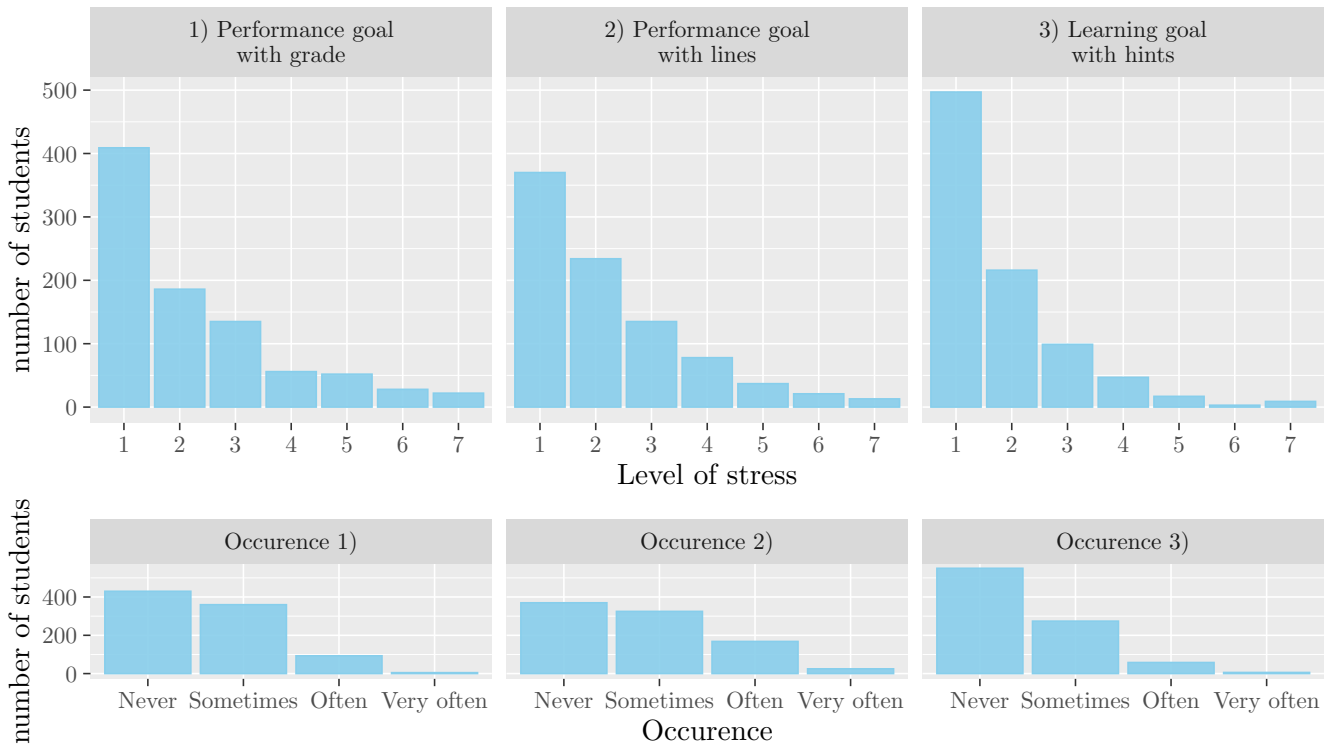 1) Performance goal
with grade
2) Performance goal
with lines
3) Learning goal
with hints
number of students
500
400
300
200
100
0
1 2 3 4 5 6 7
1 2 3 4 5 6 7
1 2 3 4 5 6 7
Level of stress
Occurence 1)
Occurence 2)
Occurence 3)
number of students
400
200
0
Never Sometimes Often Very often
Never Sometimes Often Very often
Never Sometimes Often Very often
Occurence